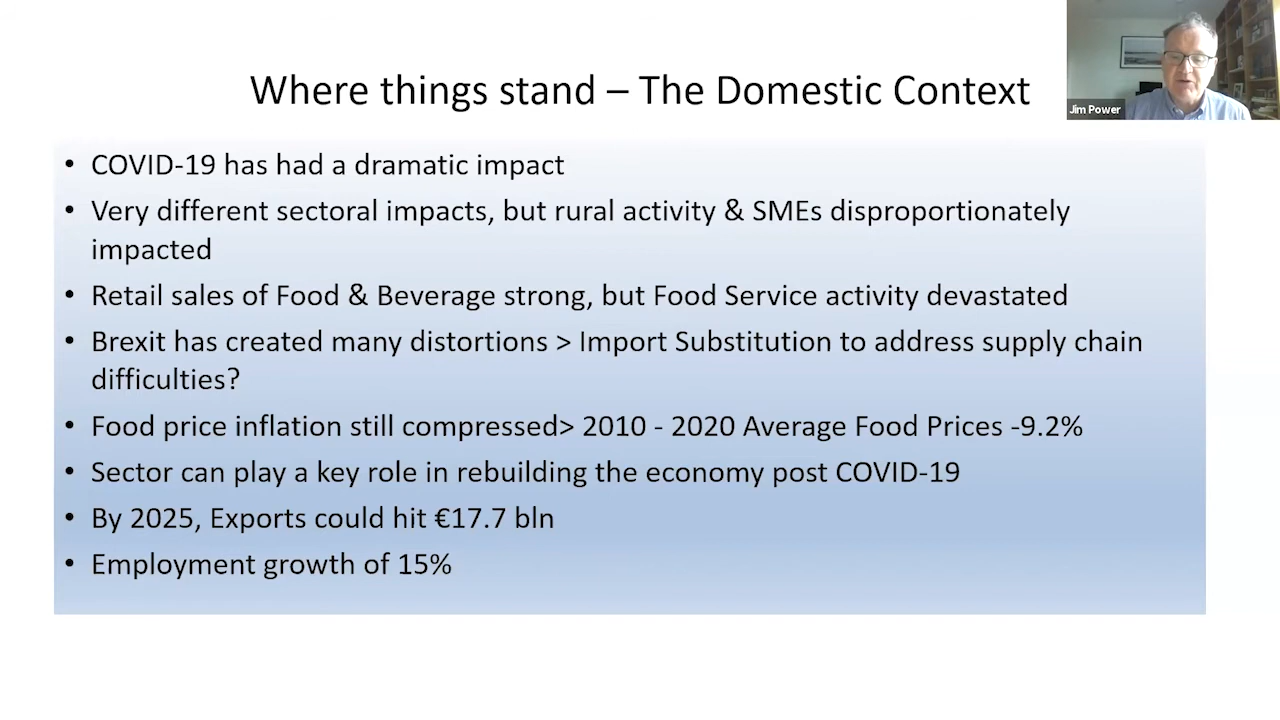 Where things stand – The Domestic Context
Jim Power
• COVID-19 has had a dramatic impact
• Very different sectoral impacts, but rural activity & SMEs disproportionately
impacted
• Retail sales of Food & Beverage strong, but Food Service activity devastated
• Brexit has created many distortions > Import Substitution to address supply chain
difficulties?
• Food price inflation still compressed> 2010 - 2020 Average Food Prices -9.2%
• Sector can play a key role in rebuilding the economy post COVID-19
• By 2025, Exports could hit €17.7 bln
• Employment growth of 15%